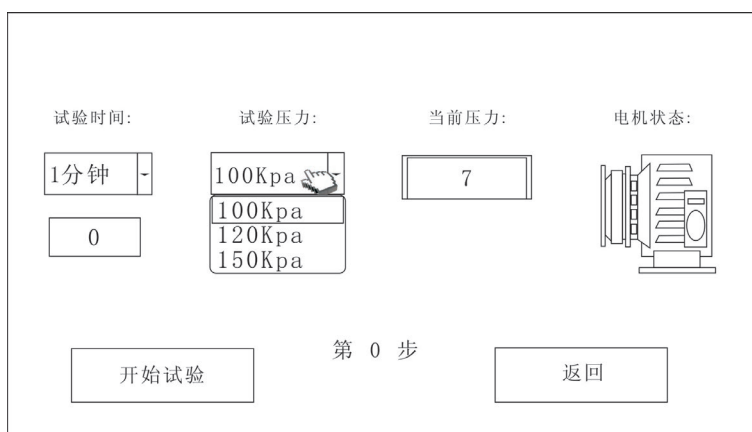 试验时间:
试验压力:
当前压力:
电机状态:
1分钟
100Kpa
7
0
100Kpa
120Kpa
150Kpa
第 0 步
开始试验
返回